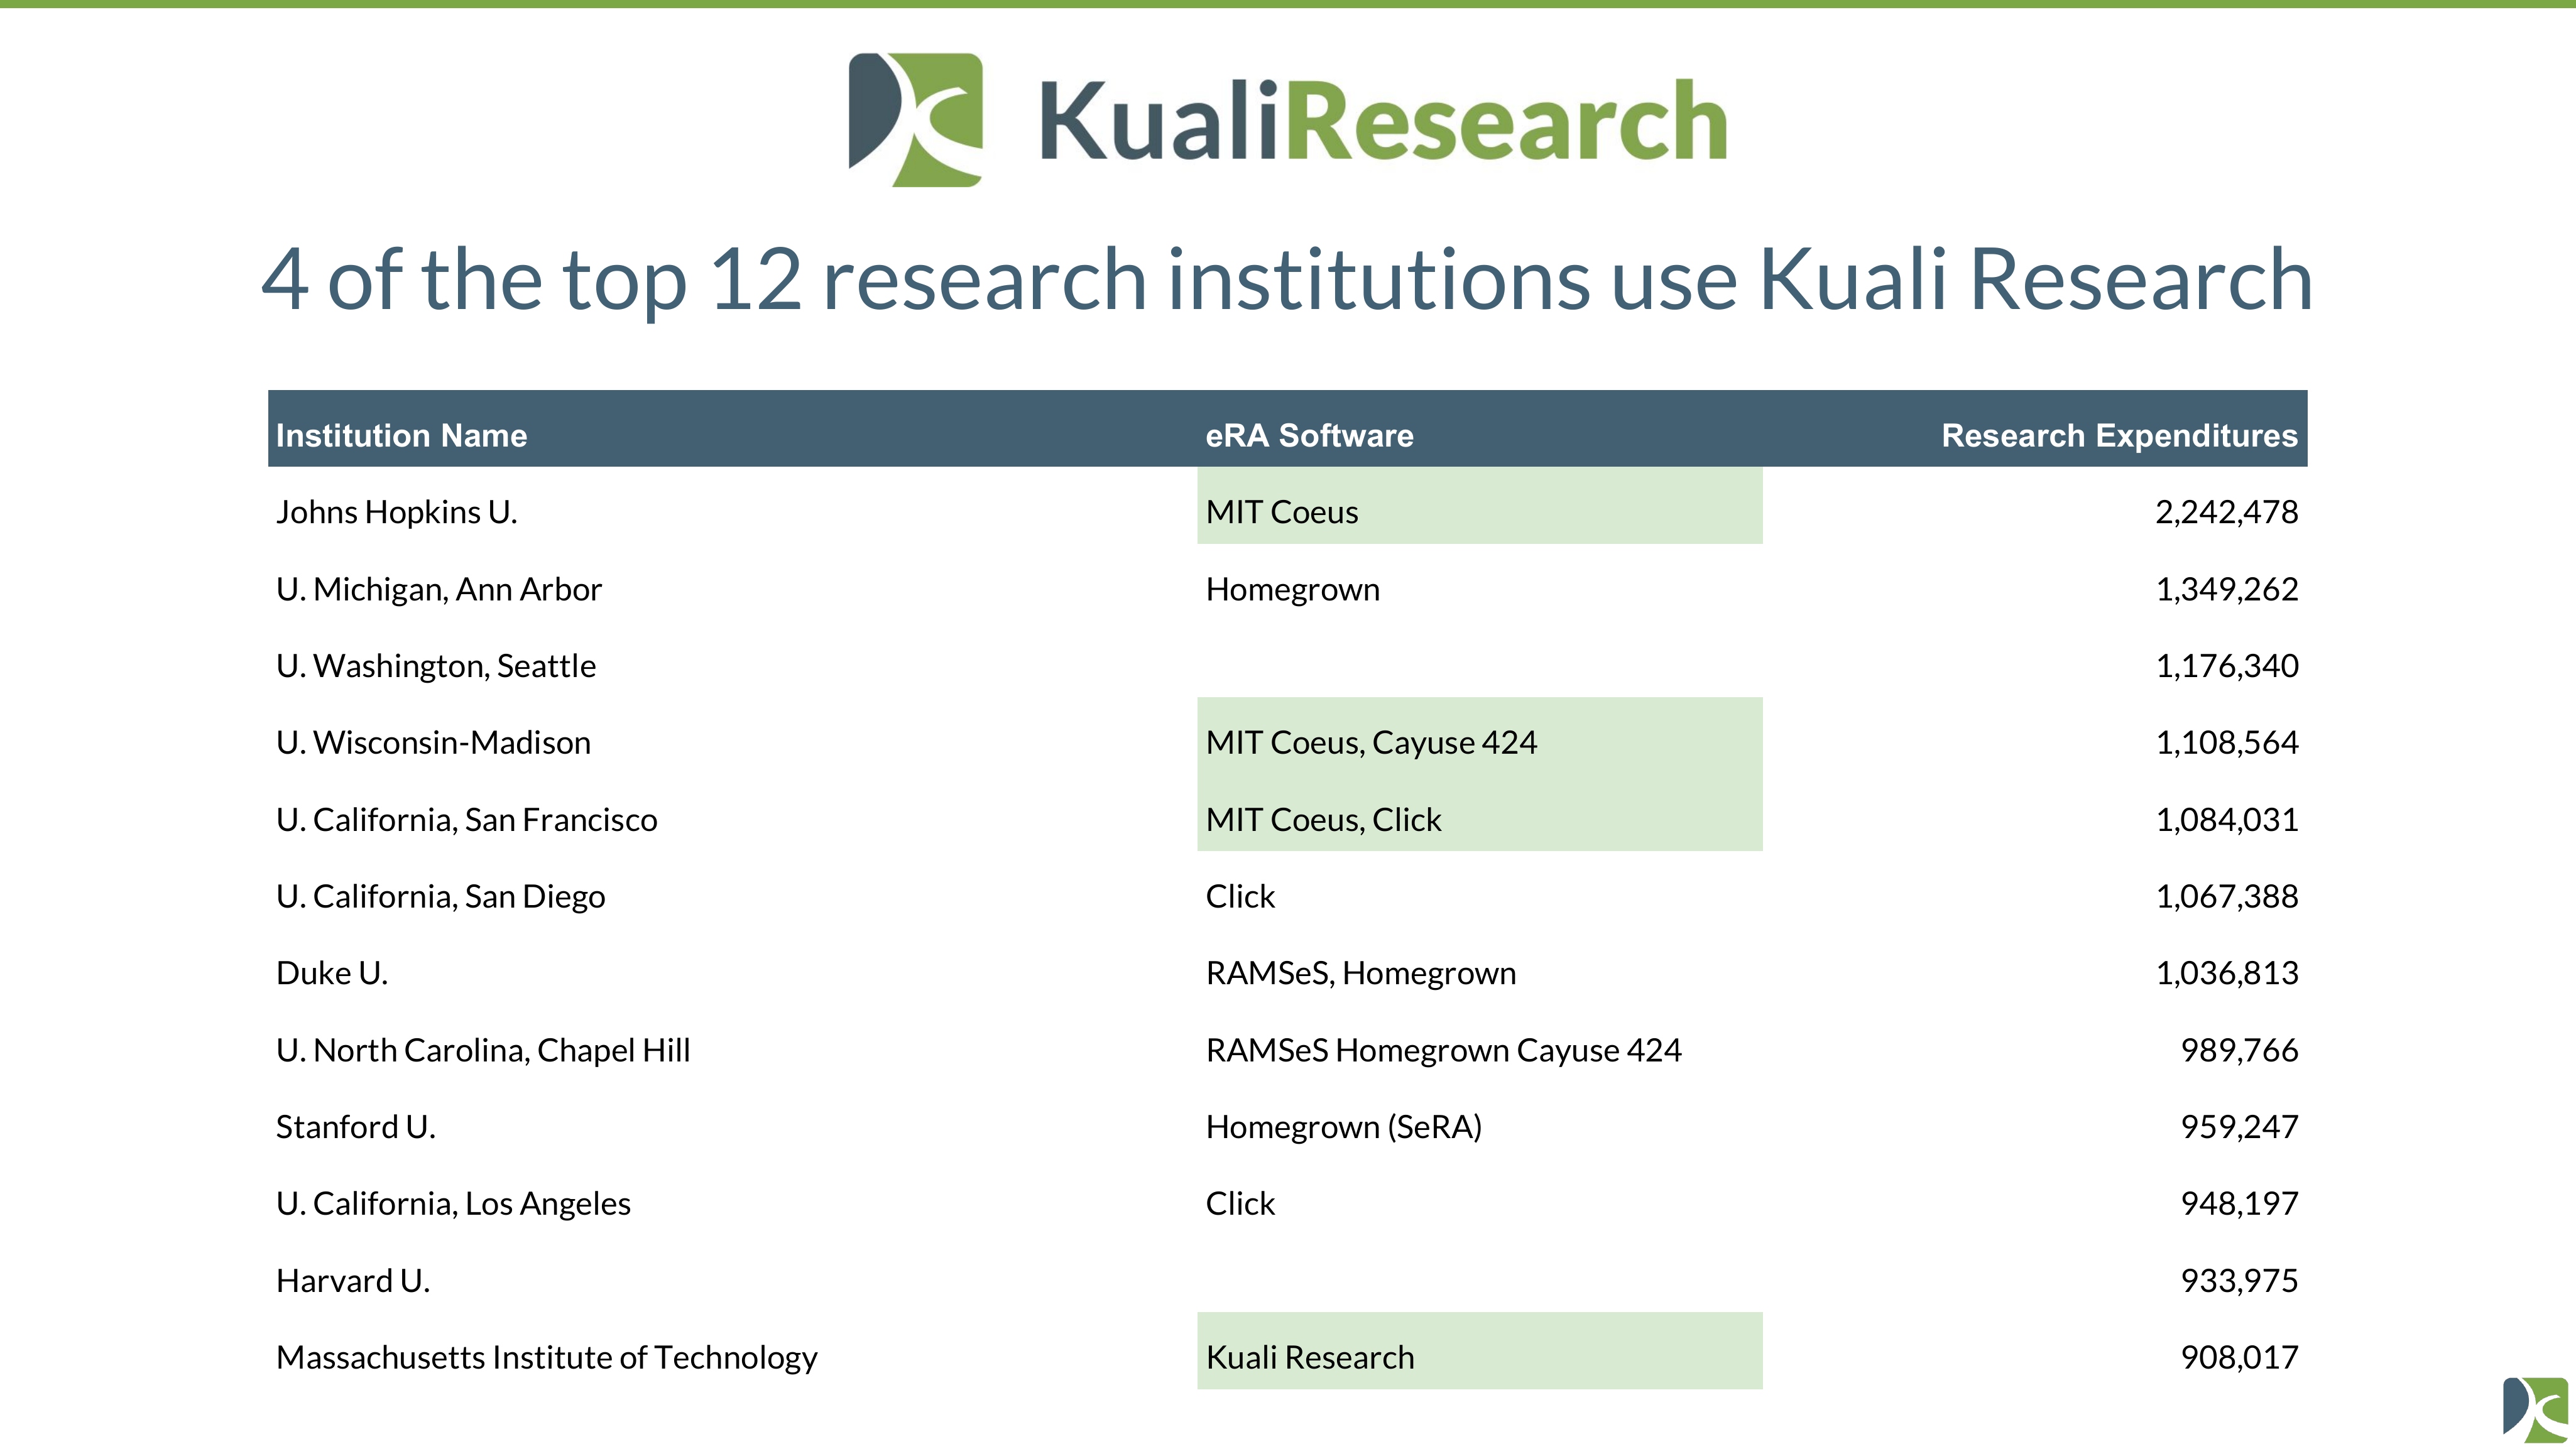 KualiResearch
4 of the top 12 research institutions use Kuali Research
Institution Name eRA Software Research Expenditures
Johns Hopkins U. MIT Coeus 2,242,478
U. Michigan, Ann Arbor Homegrown 1,349,262
U. Washington, Seattle 1,176,340
U. Wisconsin-Madison MIT Coeus, Cayuse 424 1,108,564
U. California, San Francisco MIT Coeus, Click 1,084,031
U. California, San Diego Click 1,067,388
Duke U. RAMSeS, Homegrown 1,036,813
U. North Carolina, Chapel Hill RAMSeS Homegrown Cayuse 424 989,766
Stanford U. Homegrown (SeRA) 959,247
U. California, Los Angeles Click 948,197
Harvard U. 933,975
Massachusetts Institute of Technology Kuali Research 908,017